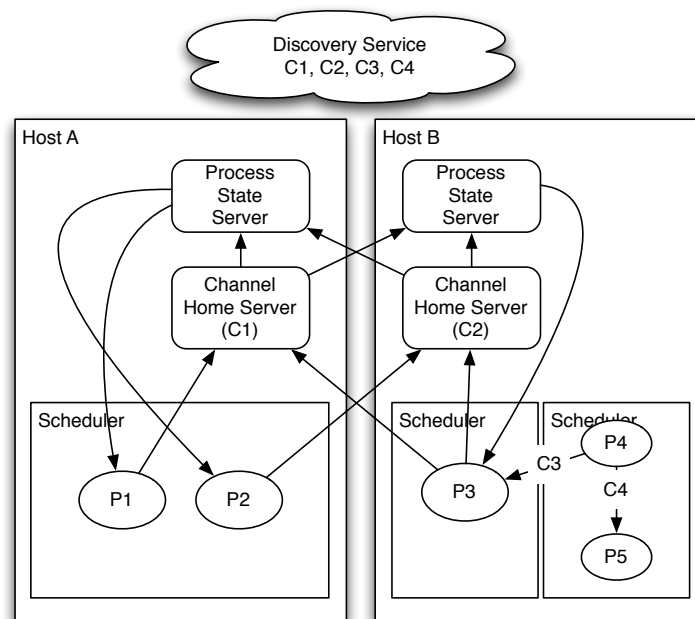 Discovery Service
C1, C2, C3, C4
Host A
Host B
Process
State
Server
Process
State
Server
Channel
Home Server
(C1)
Channel
Home Server
(C2)
Scheduler
Scheduler
Scheduler
P1
P2
P3
P4
C3
C4
P5